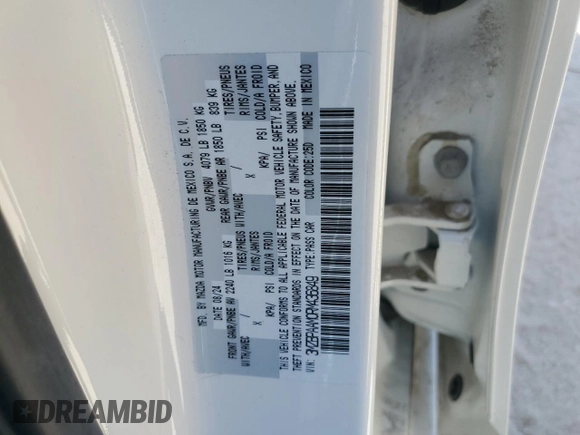 MFD BY MAZDA MOTOR MANUFACTURING DE MEXICO S.A. DE C.V.
DATE 08/24 GVWR/PNBV 4079 LB 1850 KG
FRONT GAWR/PNBE AV 2240 LB 1016 KG REAR GAWR/PNBE AR 1850 LB 839 KG
WITH/AVEC TIRES/PNEUS WITH/AVEC TIRES/PNEUS
/ RIMS/JANTES / RIMS/JANTES
X KPA/ PSI COLD/A FROID X KPA/ PSI COLD/A FROID
THIS VEHICLE CONFORMS TO ALL APPLICABLE FEDERAL MOTOR VEHICLE SAFETY, BUMPER, AND
THEFT PREVENTION STANDARDS IN EFFECT ON THE DATE OF MANUFACTURE SHOWN ABOVE.
VIN: TYPE: PASS CAR COLOR CODE: 25D MADE IN MEXICO
DREAMBID